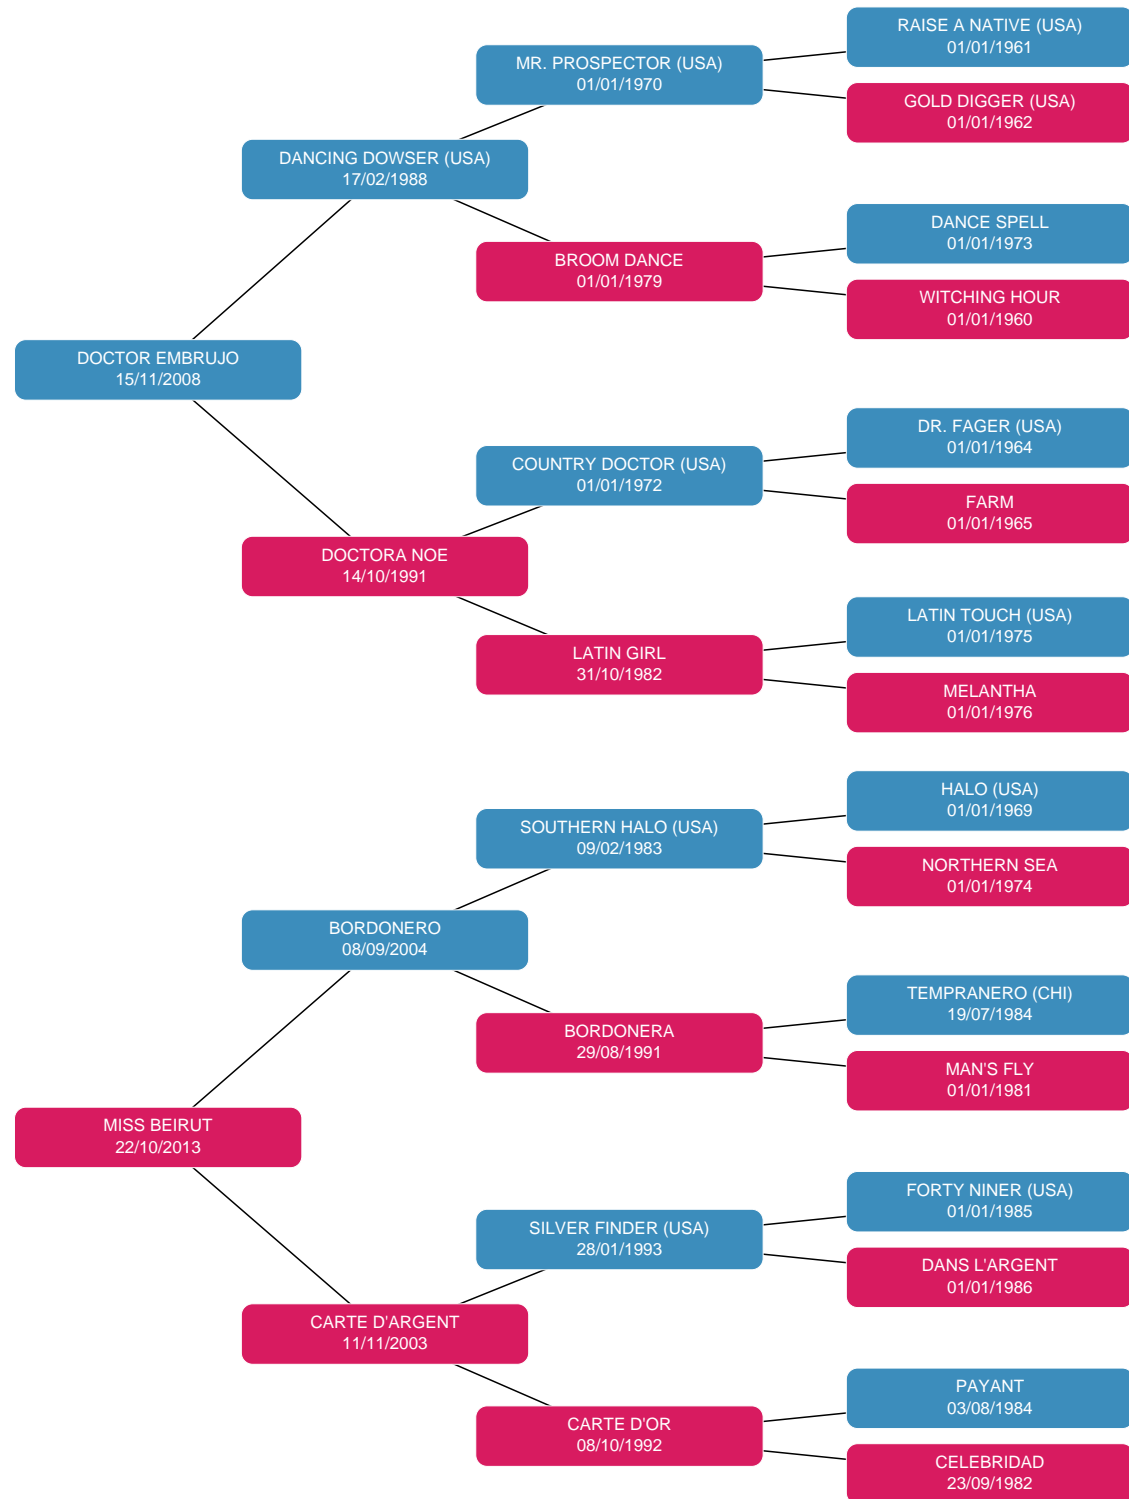 RAISE A NATIVE (USA)
01/01/1961
MR. PROSPECTOR (USA)
01/01/1970
GOLD DIGGER (USA)
01/01/1962
DANCING DOWSER (USA)
17/02/1988
DANCE SPELL
01/01/1973
BROOM DANCE
01/01/1979
WITCHING HOUR
01/01/1960
DOCTOR EMBRUJO
15/11/2008
DR. FAGER (USA)
01/01/1964
COUNTRY DOCTOR (USA)
01/01/1972
FARM
01/01/1965
DOCTORA NOE
14/10/1991
LATIN TOUCH (USA)
01/01/1975
LATIN GIRL
31/10/1982
MELANTHA
01/01/1976
HALO (USA)
01/01/1969
SOUTHERN HALO (USA)
09/02/1983
NORTHERN SEA
01/01/1974
BORDONERO
08/09/2004
TEMPRANERO (CHI)
19/07/1984
BORDONERA
29/08/1991
MAN'S FLY
01/01/1981
MISS BEIRUT
22/10/2013
FORTY NINER (USA)
01/01/1985
SILVER FINDER (USA)
28/01/1993
DANS L'ARGENT
01/01/1986
CARTE D'ARGENT
11/11/2003
PAYANT
03/08/1984
CARTE D'OR
08/10/1992
CELEBRIDAD
23/09/1982